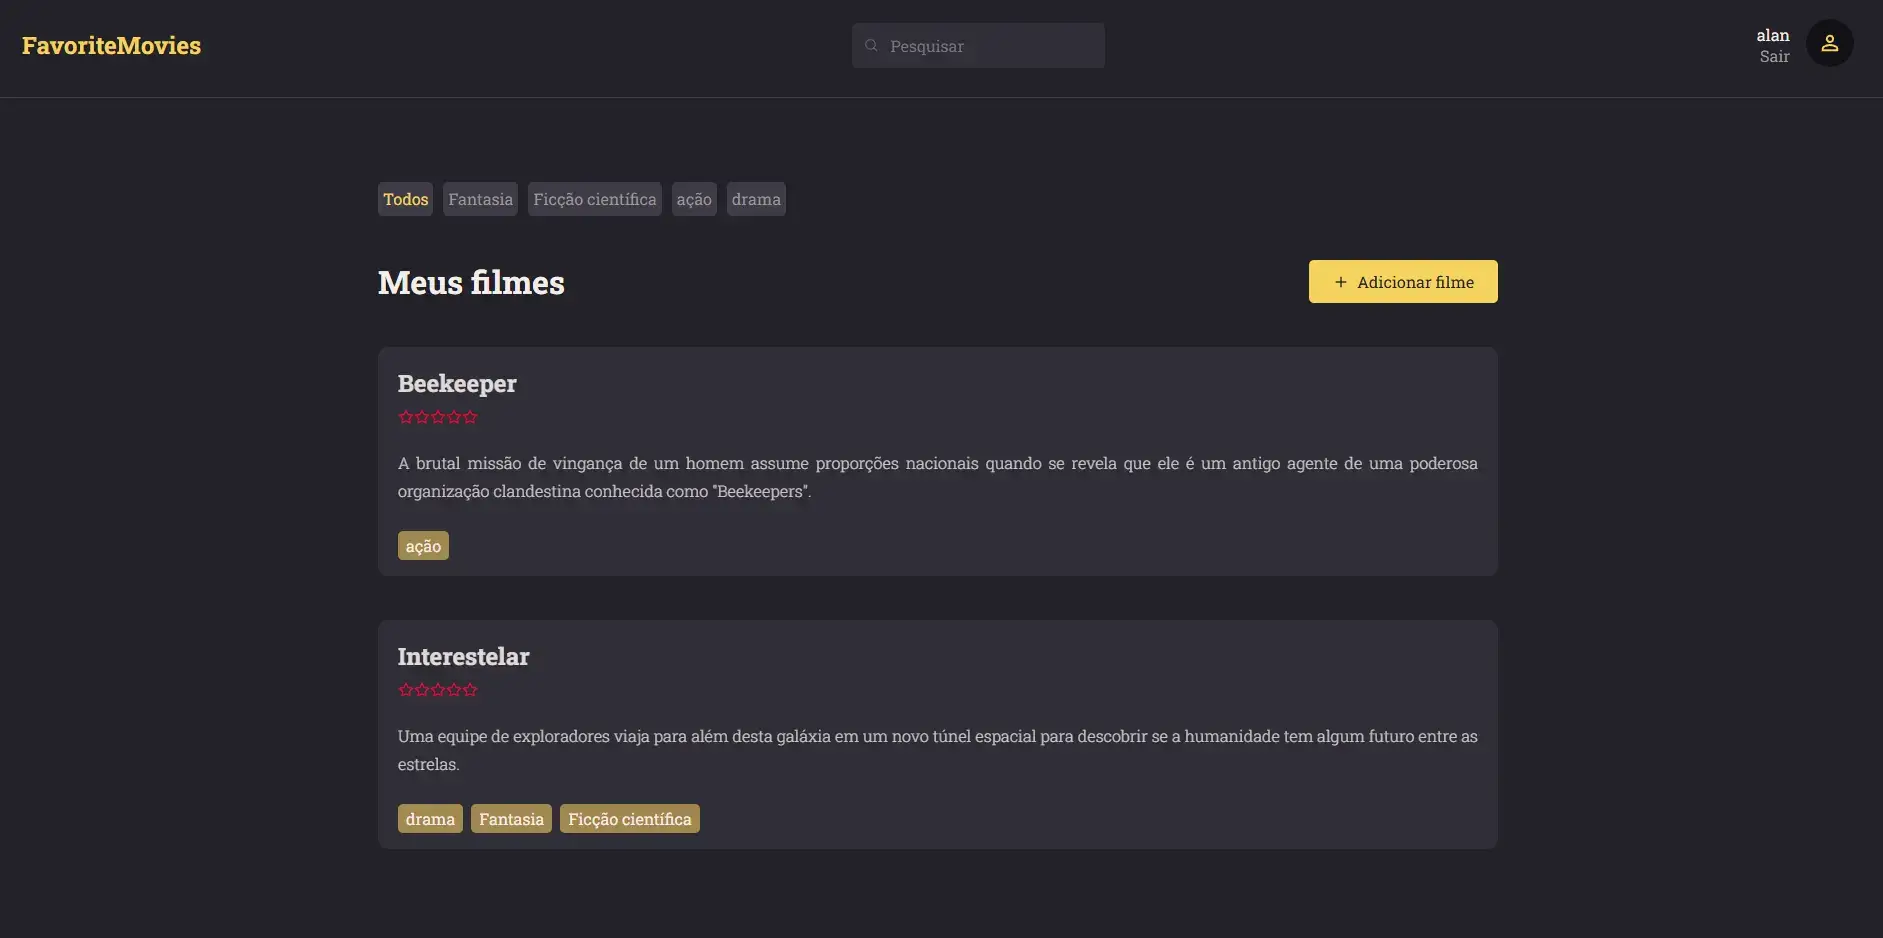 FavoriteMovies
Pesquisar
alan
Sair
Todos
Fantasia
Ficção científica
ação
drama
Meus filmes
Adicionar filme
Beekeeper
A brutal missão de vingança de um homem assume proporções nacionais quando se revela que ele é um antigo agente de uma poderosa
organização clandestina conhecida como "Beekeepers".
ação
Interestelar
Uma equipe de exploradores viaja para além desta galáxia em um novo túnel espacial para descobrir se a humanidade tem algum futuro entre as
estrelas.
drama
Fantasia
Ficção científica